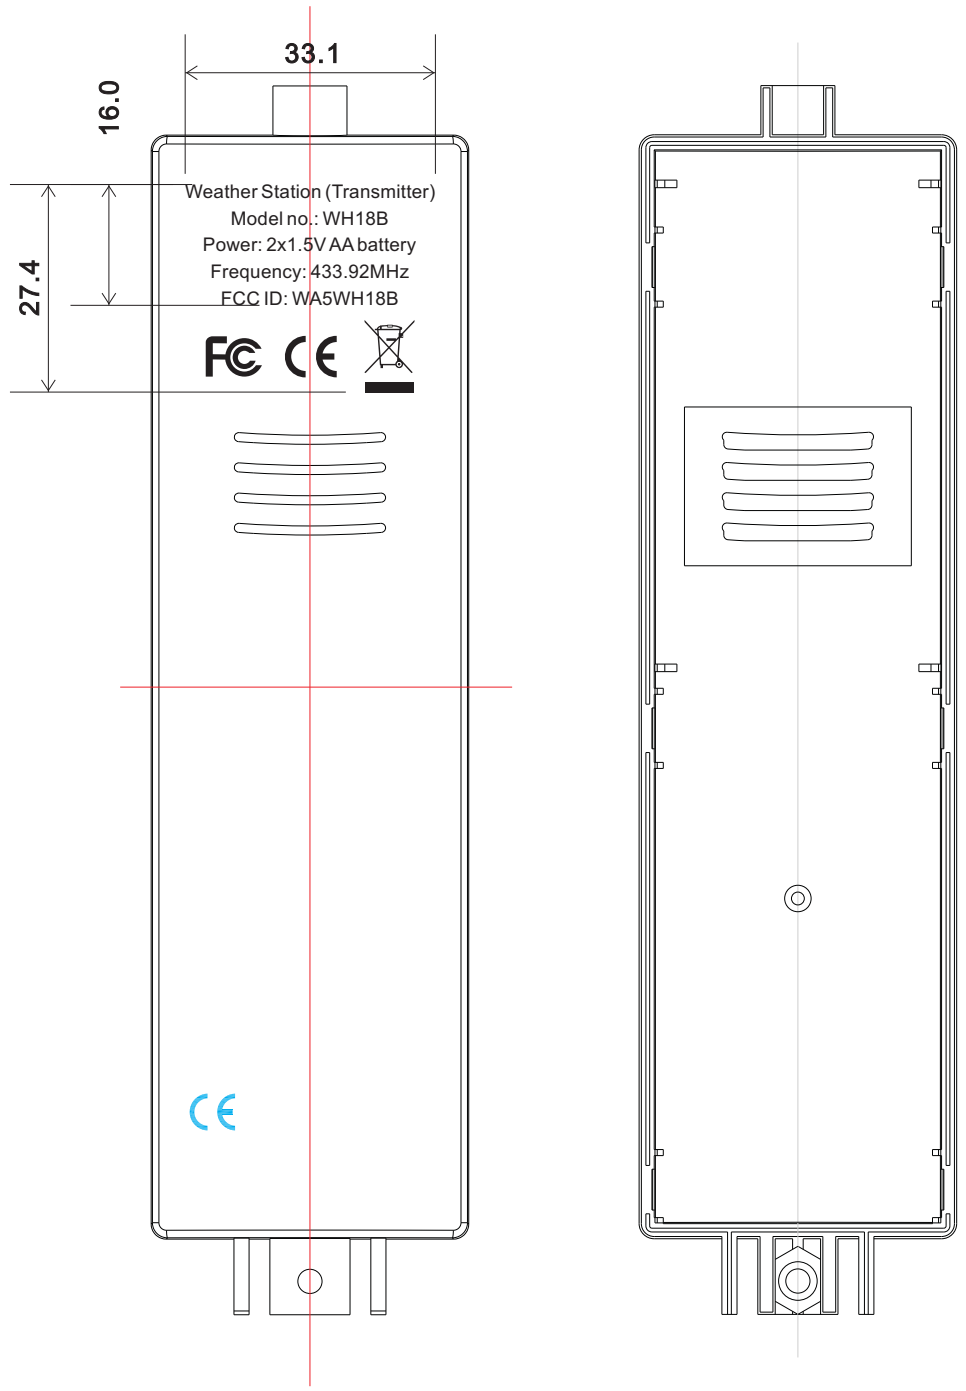 33.1
16.0
27.4
Weather Station (Transmitter)
Model no.: WH18B
Power: 2x1.5V AA battery
Frequency: 433.92MHz
FCC ID: WA5WH18B
FC CE
CE